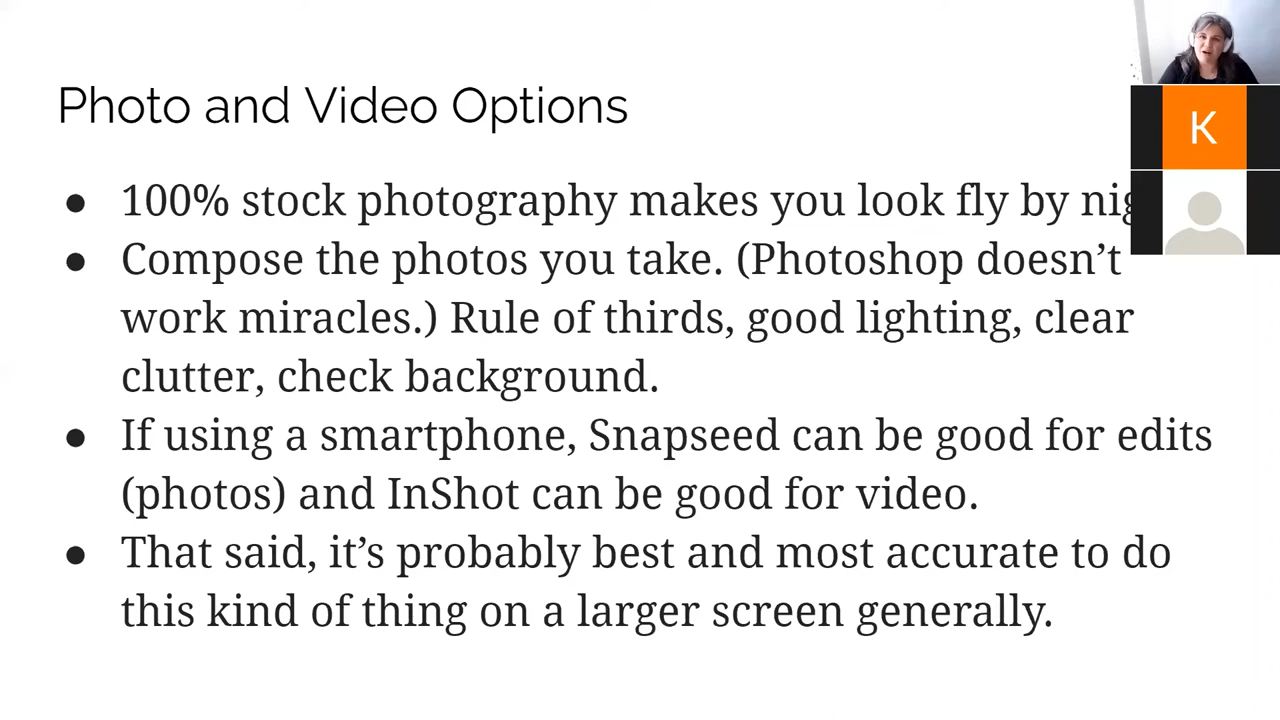 Photo and Video Options
● 100% stock photography makes you look fly by
● Compose the photos you take. (Photoshop doesn’t
work miracles.) Rule of thirds, good lighting, clear
clutter, check background.
● If using a smartphone, Snapseed can be good for edits
(photos) and InShot can be good for video.
● That said, it’s probably best and most accurate to do
this kind of thing on a larger screen generally.
K